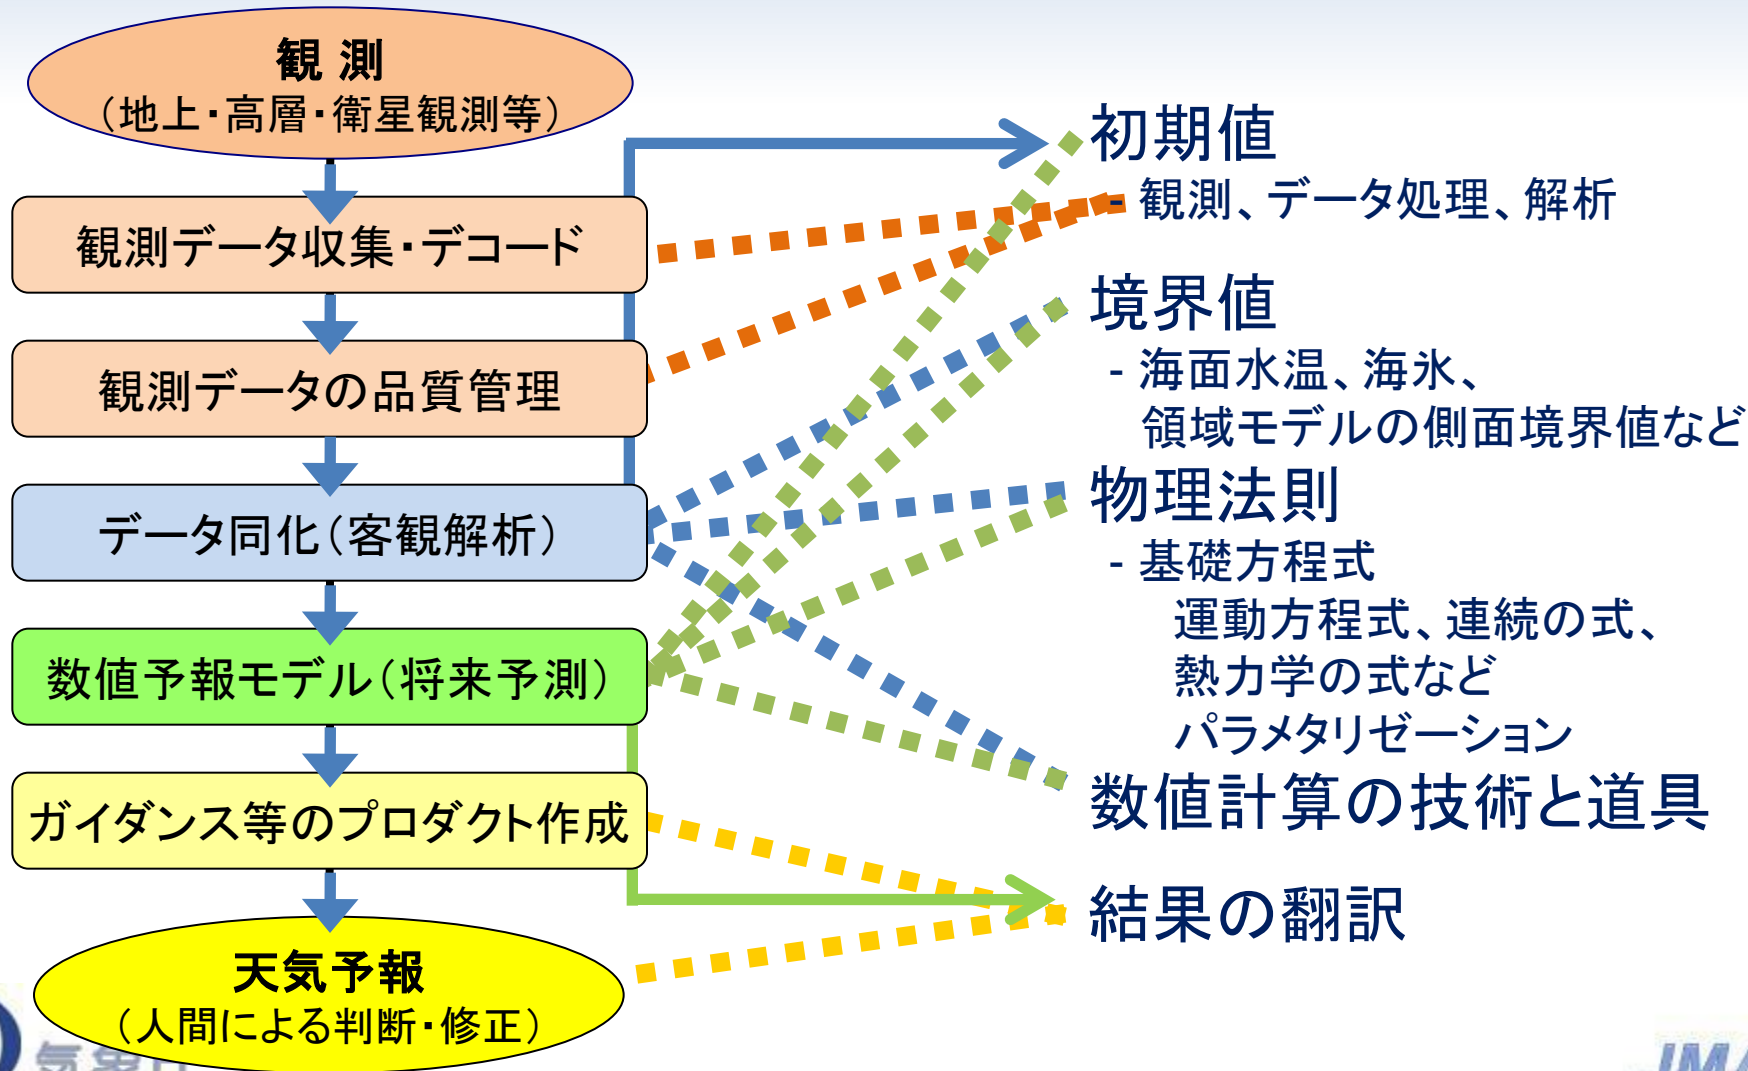 観 測
（地上・高層・衛星観測等）
観測データ収集・デコード
観測データの品質管理
データ同化（客観解析）
数値予報モデル（将来予測）
ガイダンス等のプロダクト作成
天気予報
（人間による判断・修正）
初期値
- 観測、データ処理、解析
境界値
- 海面水温、海氷、
領域モデルの側面境界値など
物理法則
- 基礎方程式
運動方程式、連続の式、
熱力学の式など
パラメタリゼーション
数値計算の技術と道具
結果の翻訳